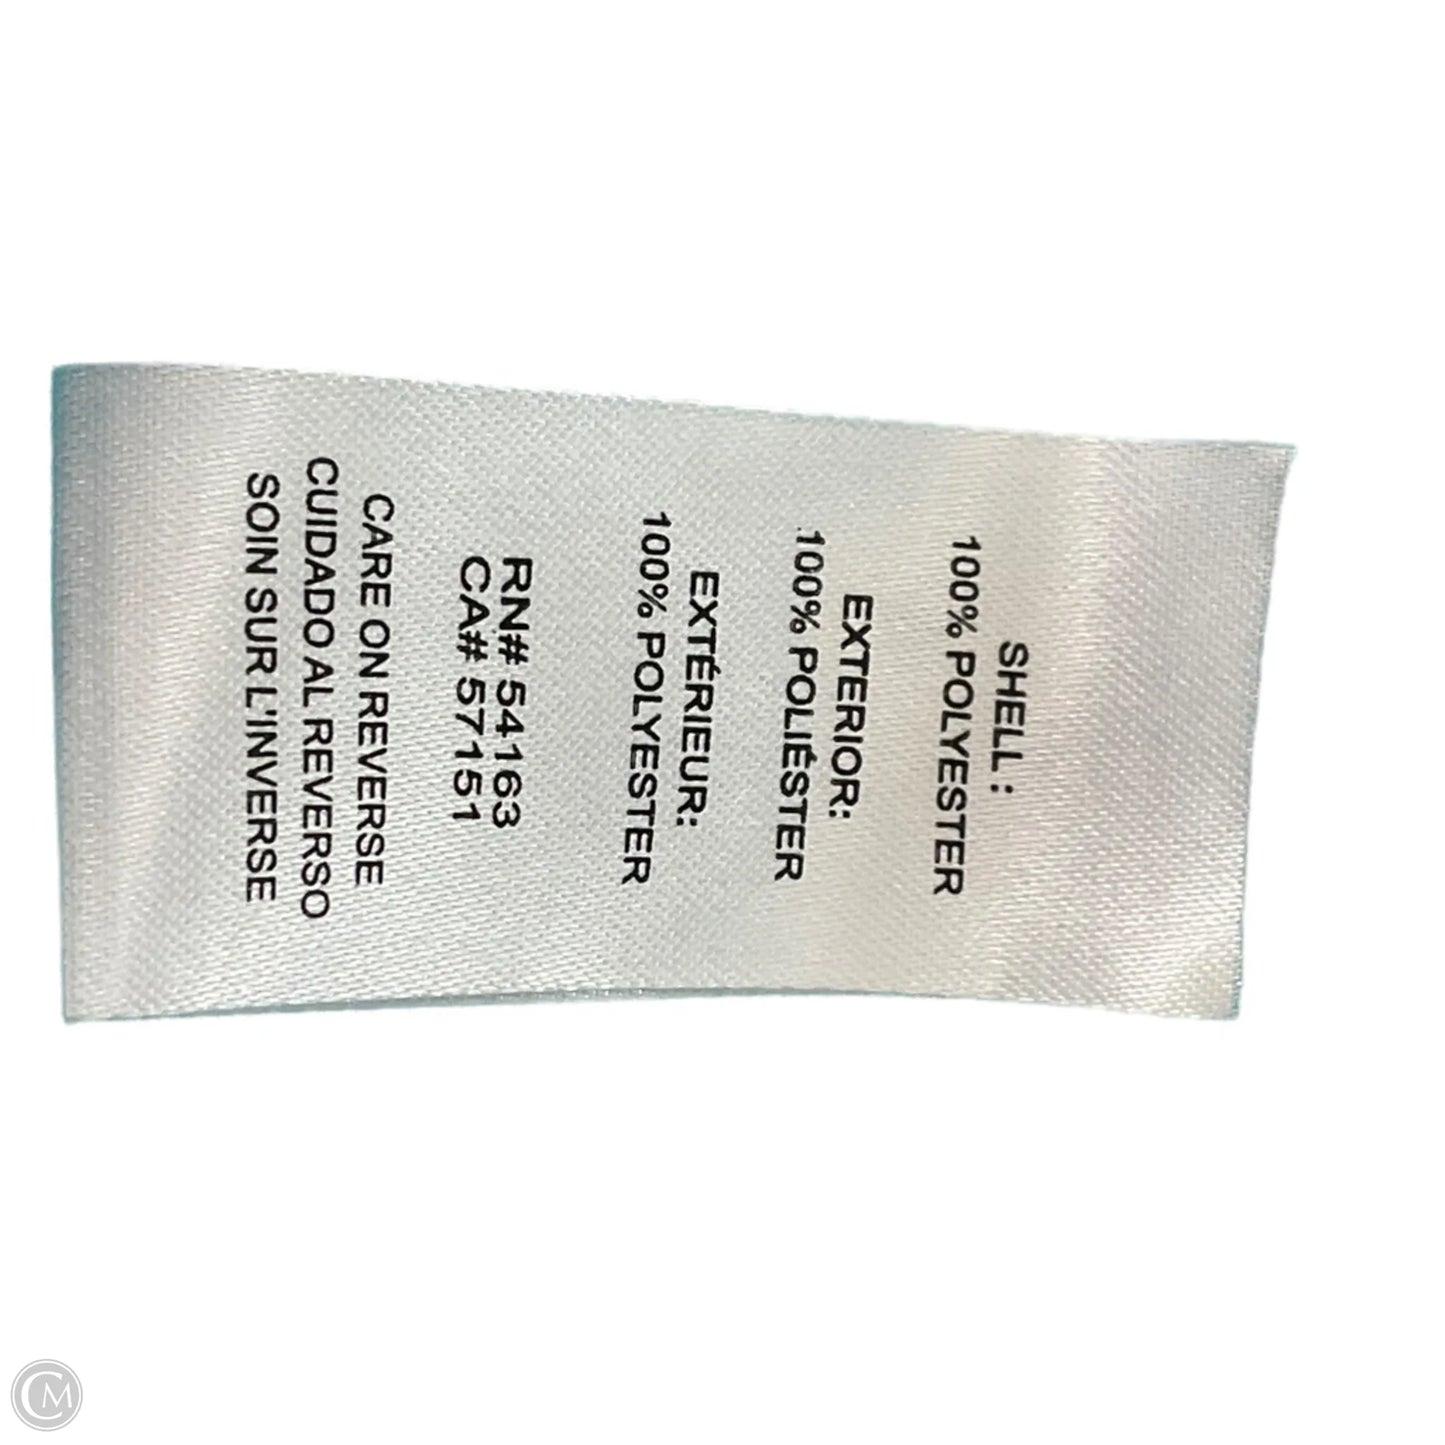 SHELL :
100% POLYESTER
EXTERIOR:
100% POLIÉSTER
EXTÉRIEUR:
100% POLYESTER
RN# 54163
CA# 57151
CARE ON REVERSE
CUIDADO AL REVERSO
SOIN SUR L'INVERSE
CM